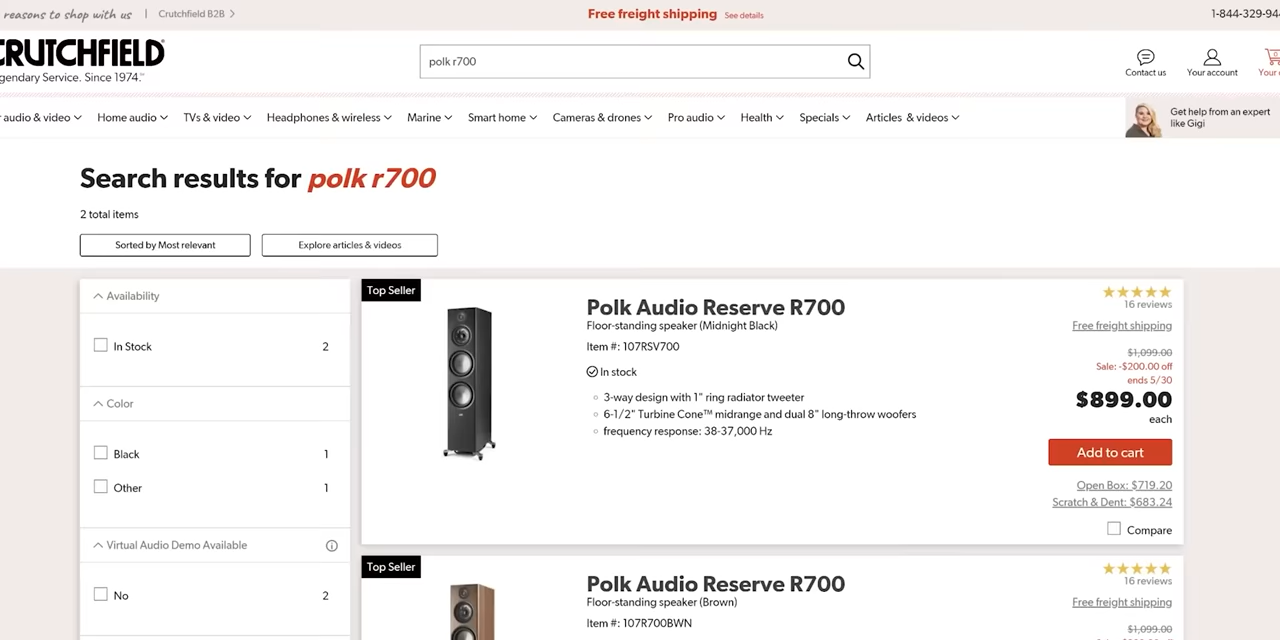 reasons to shop with us | Crutchfield B2B
Free freight shipping See details
1-844-329-94
CRUTCHFIELD
gendary Service. Since 1974.
polk r700
Contact us
Your account
Your
audio & video
Home audio
TVs & video
Headphones & wireless
Marine
Smart home
Cameras & drones
Pro audio
Health
Specials
Articles & videos
Get help from an expert
like Gigi
Search results for polk r700
2 total items
Sorted by Most relevant
Explore articles & videos
Availability
In Stock 2
Color
Black 1
Other 1
Virtual Audio Demo Available
No 2
Top Seller
Polk Audio Reserve R700
Floor-standing speaker (Midnight Black)
Item #: 107RSV700
In stock
3-way design with 1" ring radiator tweeter
6-1/2" Turbine Cone™ midrange and dual 8" long-throw woofers
frequency response: 38-37,000 Hz
16 reviews
Free freight shipping
$1,099.00
Sale: -$200.00 off
ends 5/30
$899.00
each
Add to cart
Open Box: $719.20
Scratch & Dent: $683.24
Compare
Top Seller
Polk Audio Reserve R700
Floor-standing speaker (Brown)
Item #: 107R700BWN
16 reviews
Free freight shipping
$1,099.00